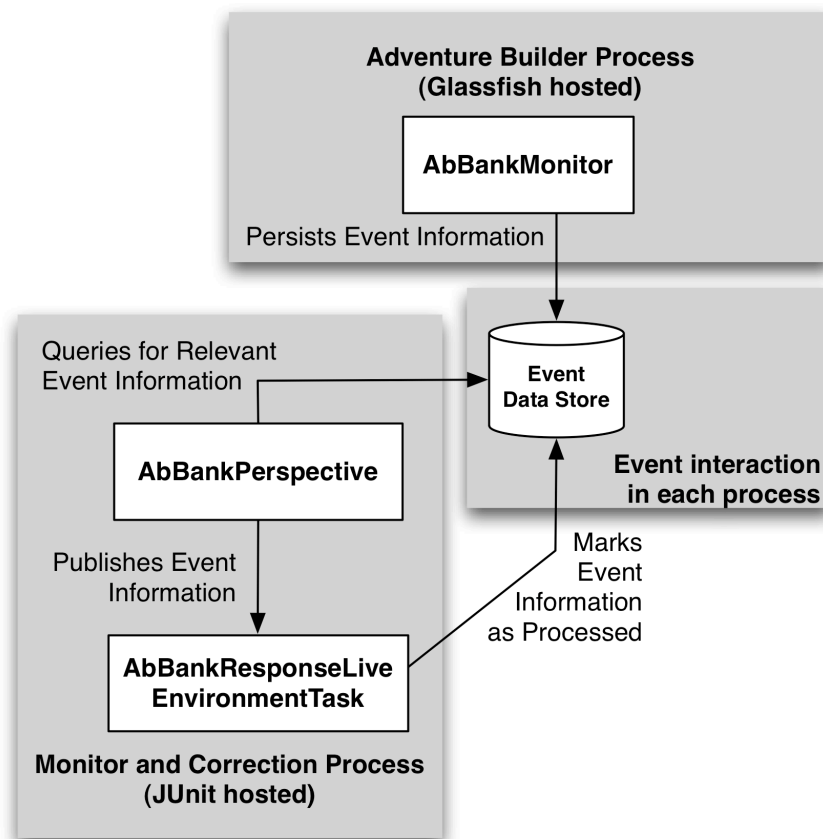 Adventure Builder Process
(Glassfish hosted)
AbBankMonitor
Persists Event Information
Queries for Relevant
Event Information
Event
Data Store
AbBankPerspective
Event interaction
in each process
Publishes Event
Information
Marks
Event
Information
as Processed
AbBankResponseLive
EnvironmentTask
Monitor and Correction Process
(JUnit hosted)